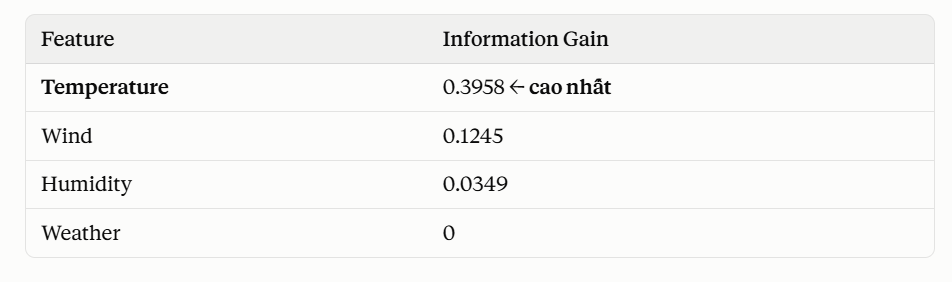 Feature Information Gain
Temperature 0.3958 ← cao nhất
Wind 0.1245
Humidity 0.0349
Weather 0